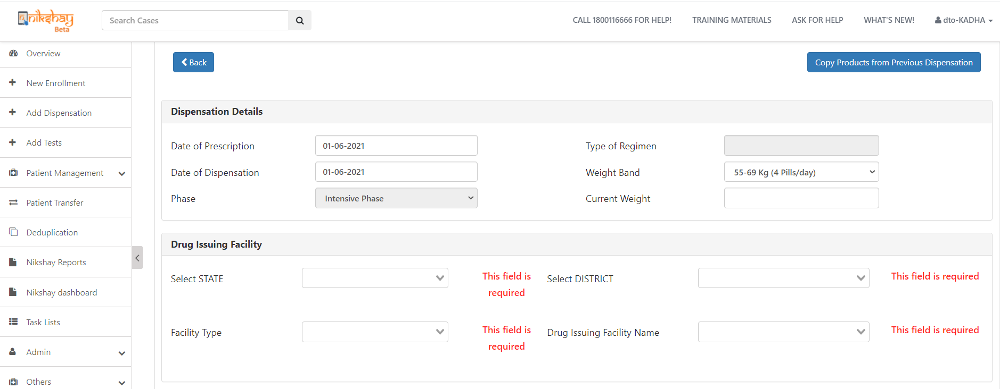 nikshay
Beta
Search Cases
CALL 1800116666 FOR HELP!
TRAINING MATERIALS
ASK FOR HELP
WHAT'S NEW!
dto-KADHA
Overview
New Enrollment
Add Dispensation
Add Tests
Patient Management
Patient Transfer
Deduplication
Nikshay Reports
Nikshay dashboard
Task Lists
Admin
Others
Back
Copy Products from Previous Dispensation
Dispensation Details
Date of Prescription
01-06-2021
Type of Regimen
Date of Dispensation
01-06-2021
Weight Band
55-69 Kg (4 Pills/day)
Phase
Intensive Phase
Current Weight
Drug Issuing Facility
Select STATE
This field is
required
Select DISTRICT
This field is required
Facility Type
This field is
required
Drug Issuing Facility Name
This field is required